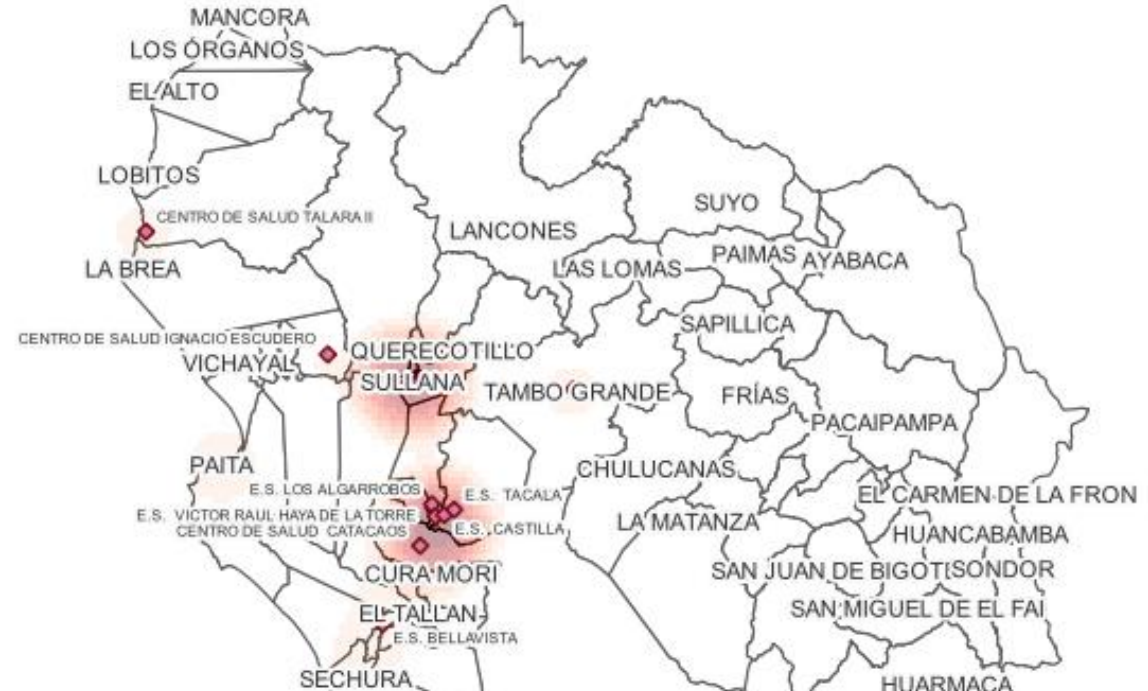 MANCORA
LOS ÓRGANOS
EL ALTO
LOBITOS
CENTRO DE SALUD TALARA II
SUYO
LANCONES
LA BREA
LAS LOMAS
PAIMAS
AYABACA
CENTRO DE SALUD IGNACIO ESCUDERO
SAPILLICA
QUERECOTILLO
VICHAYAL
SULLANA
TAMBO GRANDE
FRÍAS
PACAIPAMPA
PAITA
CHULUCANAS
E.S. LOS ALGARROBOS
E.S. TACALA
EL CARMEN DE LA FRON
E.S. VICTOR RAUL HAYA DE LA TORRE
LA MATANZA
CENTRO DE SALUD CATACAOS
E.S. CASTILLA
HUANCABAMBA
CURA MORI
SAN JUAN DE BIGOTE
SONDOR
EL TALLAN
SAN MIGUEL DE EL FAI
E.S. BELLAVISTA
SECHURA
HUARMACA